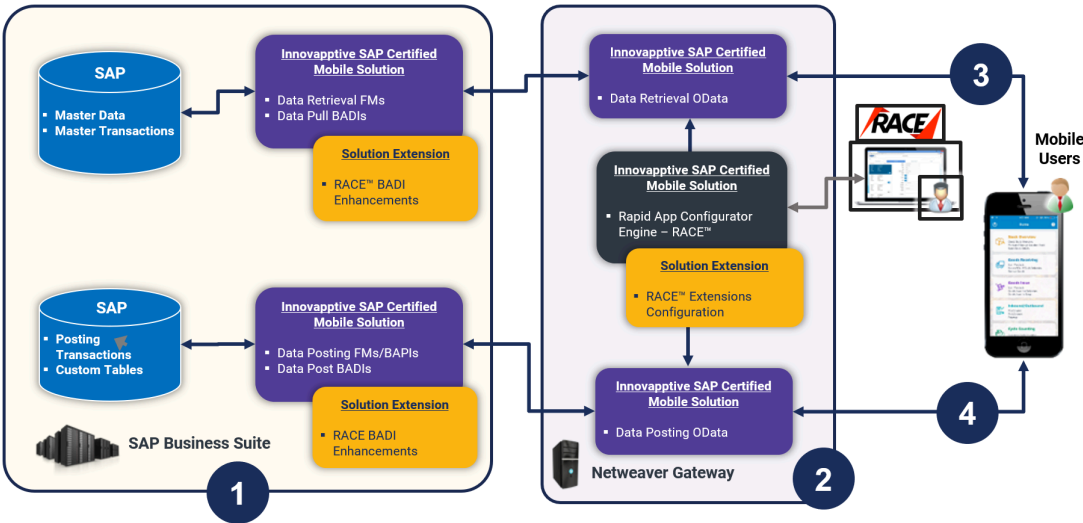 SAP
▪ Master Data
▪ Master Transactions
Innovapptive SAP Certified
Mobile Solution
▪ Data Retrieval FMs
▪ Data Pull BADIs
Solution Extension
▪ RACE™ BADI
Enhancements
SAP
▪ Posting
Transactions
▪ Custom Tables
Innovapptive SAP Certified
Mobile Solution
▪ Data Posting FMs/BAPIs
▪ Data Post BADIs
Solution Extension
▪ RACE BADI
Enhancements
SAP Business Suite
1
Innovapptive SAP Certified
Mobile Solution
▪ Data Retrieval OData
Innovapptive SAP Certified
Mobile Solution
▪ Rapid App Configurator
Engine – RACE™
Solution Extension
▪ RACE™ Extensions
Configuration
Innovapptive SAP Certified
Mobile Solution
▪ Data Posting OData
Netweaver Gateway
2
3
RACE
Mobile
Users
4